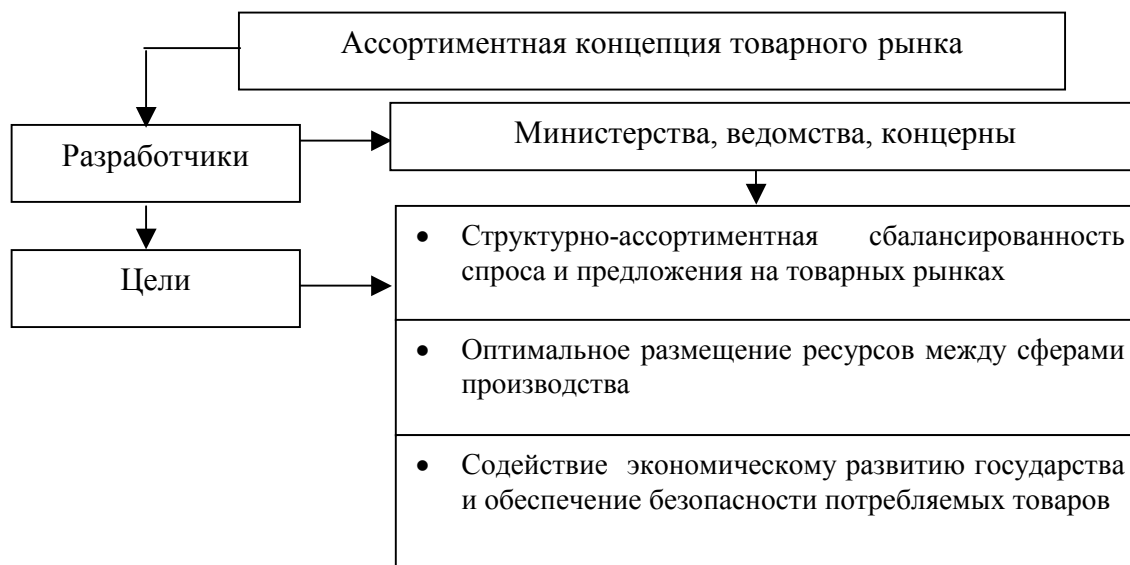 Ассортиментная концепция товарного рынка
Разработчики
Министерства, ведомства, концерны
Цели
• Структурно-ассортиментная сбалансированность
спроса и предложения на товарных рынках
• Оптимальное размещение ресурсов между сферами
производства
• Содействие экономическому развитию государства
и обеспечение безопасности потребляемых товаров